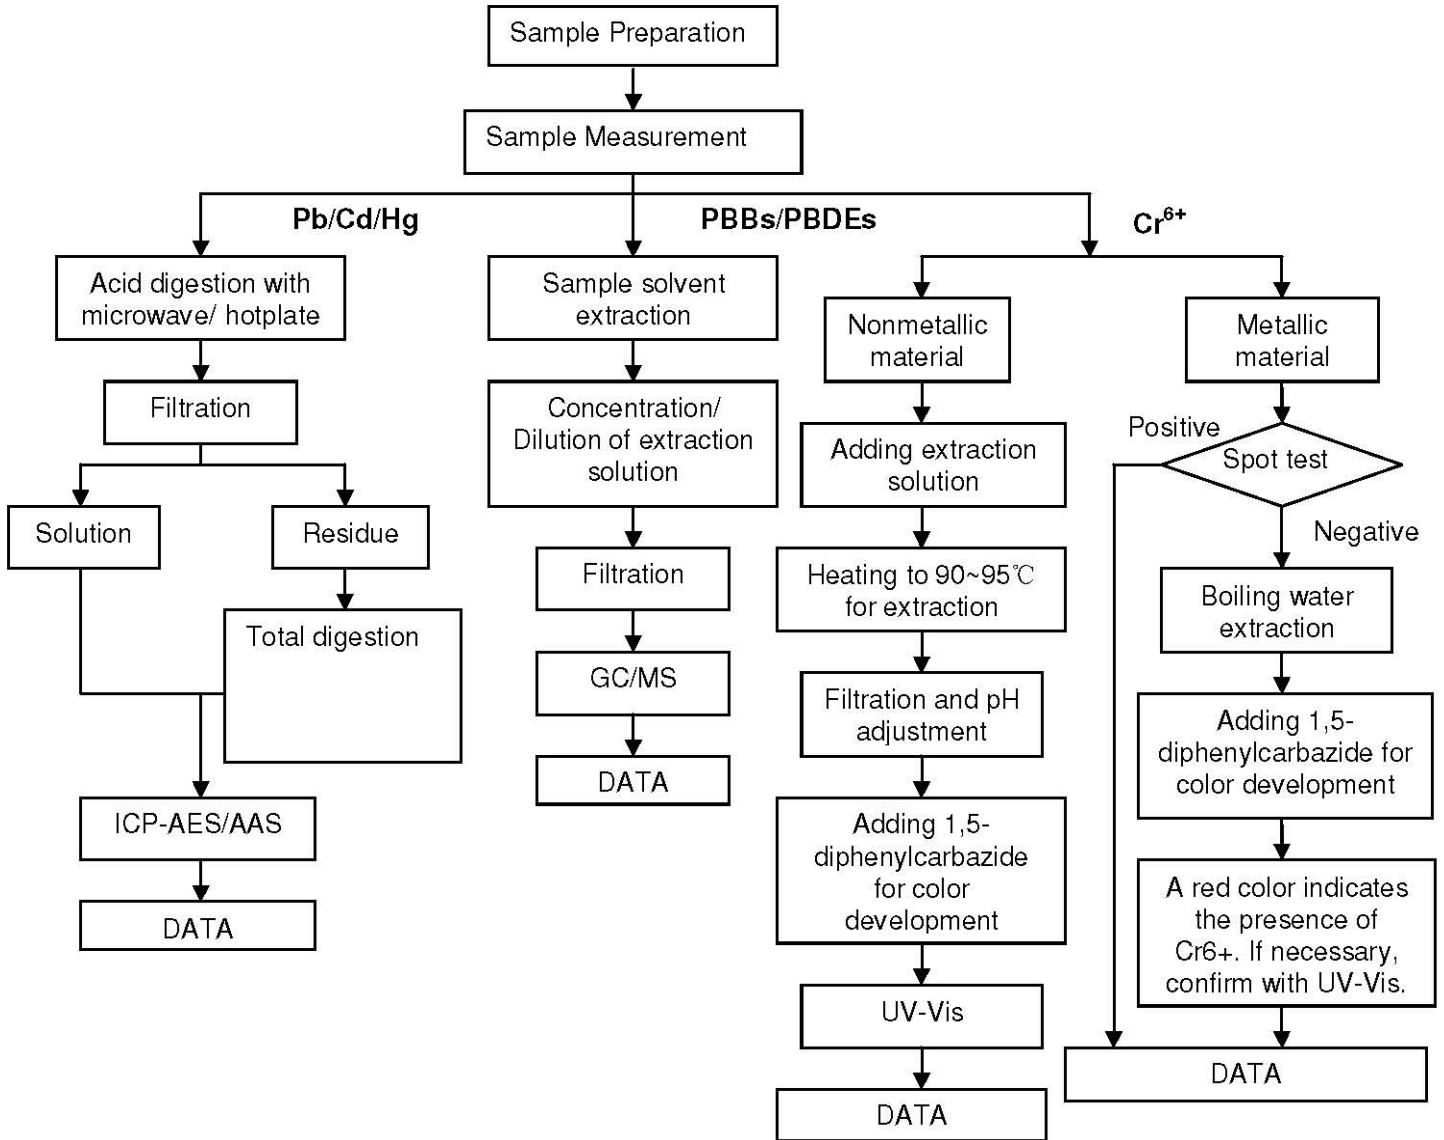 Sample Preparation
Sample Measurement
Pb/Cd/Hg
PBBs/PBDEs
Cr⁶⁺
Acid digestion with
microwave/ hotplate
Filtration
Solution
Residue
Total digestion
ICP-AES/AAS
DATA
Sample solvent
extraction
Concentration/
Dilution of extraction
solution
Filtration
GC/MS
DATA
Nonmetallic
material
Adding extraction
solution
Heating to 90~95℃
for extraction
Filtration and pH
adjustment
Adding 1,5-
diphenylcarbazide
for color
development
UV-Vis
DATA
Metallic
material
Positive
Spot test
Negative
Boiling water
extraction
Adding 1,5-
diphenylcarbazide for
color development
A red color indicates
the presence of
Cr6+. If necessary,
confirm with UV-Vis.
DATA